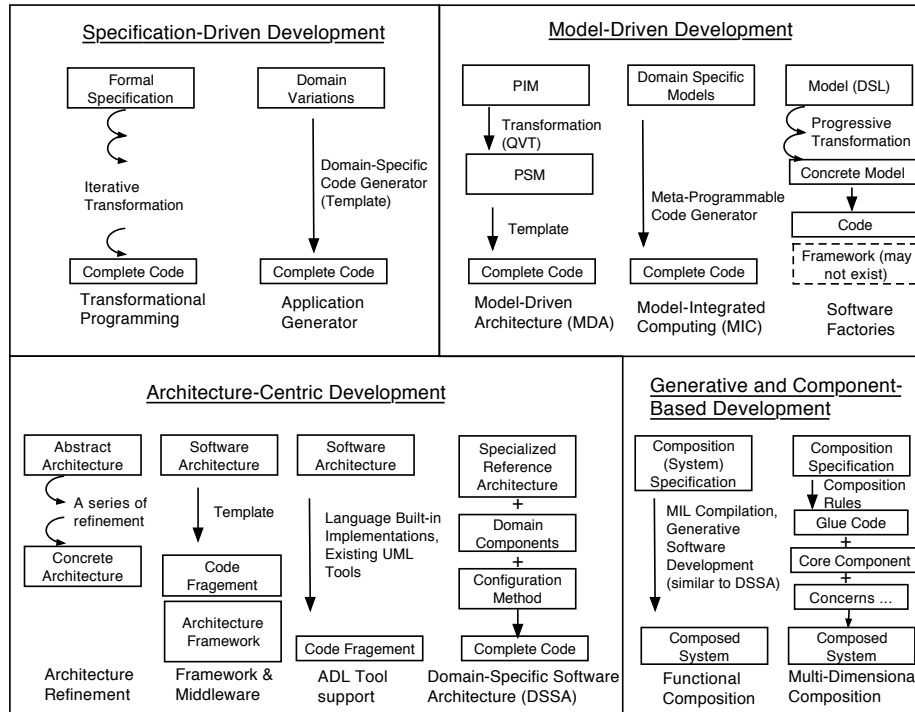 Specification-Driven Development
Formal
Specification
Iterative
Transformation
Complete Code
Transformational
Programming
Domain
Variations
Domain-Specific
Code Generator
(Template)
Complete Code
Application
Generator
Model-Driven Development
PIM
Transformation
(QVT)
PSM
Template
Complete Code
Model-Driven
Architecture (MDA)
Domain Specific
Models
Meta-Programmable
Code Generator
Complete Code
Model-Integrated
Computing (MIC)
Model (DSL)
Progressive
Transformation
Concrete Model
Code
Framework (may
not exist)
Software
Factories
Architecture-Centric Development
Abstract
Architecture
A series of
refinement
Concrete
Architecture
Architecture
Refinement
Software
Architecture
Template
Code
Fragement
Architecture
Framework
Framework &
Middleware
Software
Architecture
Language Built-in
Implementations,
Existing UML
Tools
Code Fragement
ADL Tool
support
Specialized
Reference
Architecture
+
Domain
Components
+
Configuration
Method
Complete Code
Domain-Specific Software
Architecture (DSSA)
Generative and Component-
Based Development
Composition
(System)
Specification
MIL Compilation,
Generative
Software
Development
(similar to DSSA)
Composed
System
Functional
Composition
Composition
Specification
Composition
Rules
Glue Code
+
Core Component
+
Concerns ...
Composed
System
Multi-Dimensional
Composition